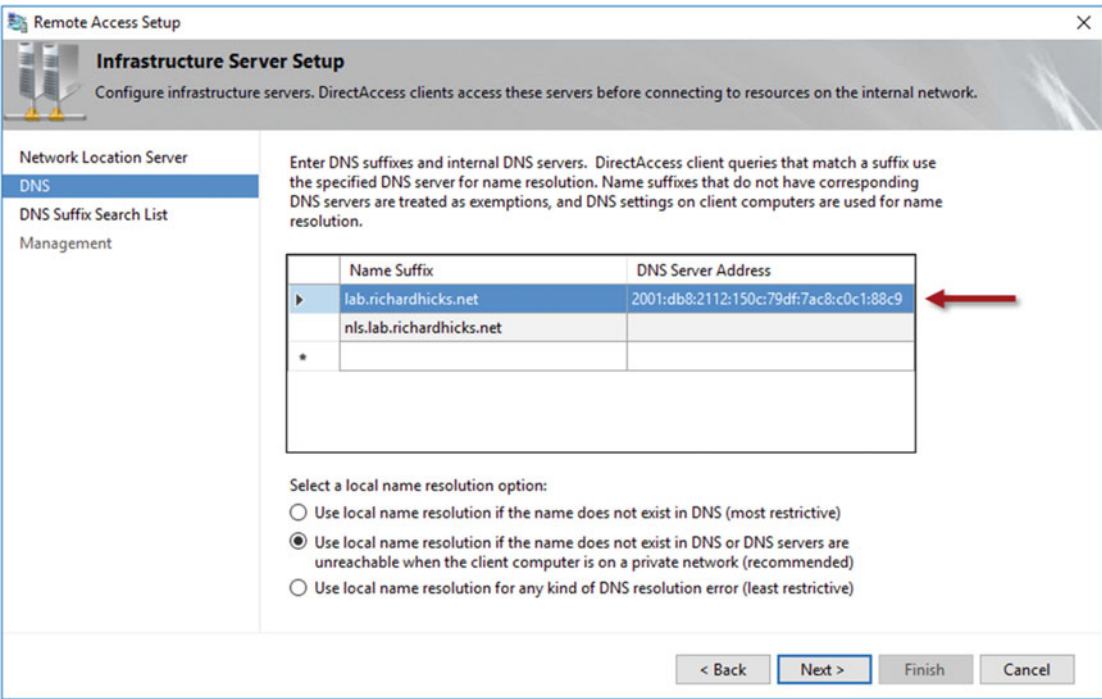 Remote Access Setup
Infrastructure Server Setup
Configure infrastructure servers. DirectAccess clients access these servers before connecting to resources on the internal network.
Network Location Server
DNS
DNS Suffix Search List
Management
Enter DNS suffixes and internal DNS servers. DirectAccess client queries that match a suffix use
the specified DNS server for name resolution. Name suffixes that do not have corresponding
DNS servers are treated as exemptions, and DNS settings on client computers are used for name
resolution.
Name Suffix DNS Server Address
lab.richardhicks.net 2001:db8:2112:150c:79df:7ac8:c0c1:88c9
nls.lab.richardhicks.net
*
Select a local name resolution option:
Use local name resolution if the name does not exist in DNS (most restrictive)
Use local name resolution if the name does not exist in DNS or DNS servers are
unreachable when the client computer is on a private network (recommended)
Use local name resolution for any kind of DNS resolution error (least restrictive)
< Back Next > Finish Cancel